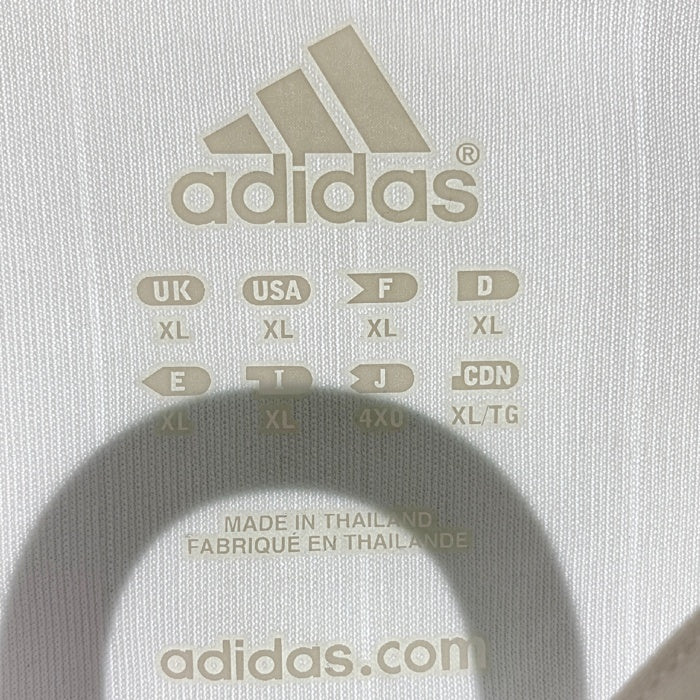 adidas®
UK USA F D
XL XL XL XL
E I J CDN
XL XL 4XO XL/TG
MADE IN THAILAND
FABRIQUÉ EN THAILANDE
adidas.com